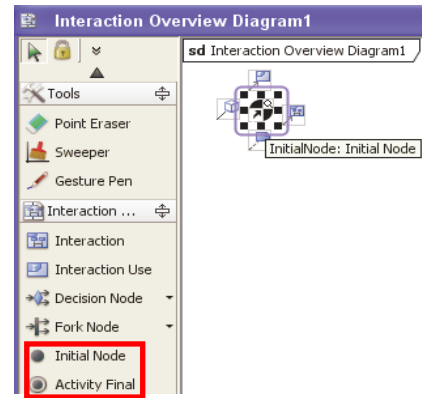 Interaction Overview Diagram1
sd Interaction Overview Diagram1
Tools
Point Eraser
Sweeper
Gesture Pen
Interaction ...
Interaction
Interaction Use
Decision Node
Fork Node
Initial Node
Activity Final
InitialNode: Initial Node